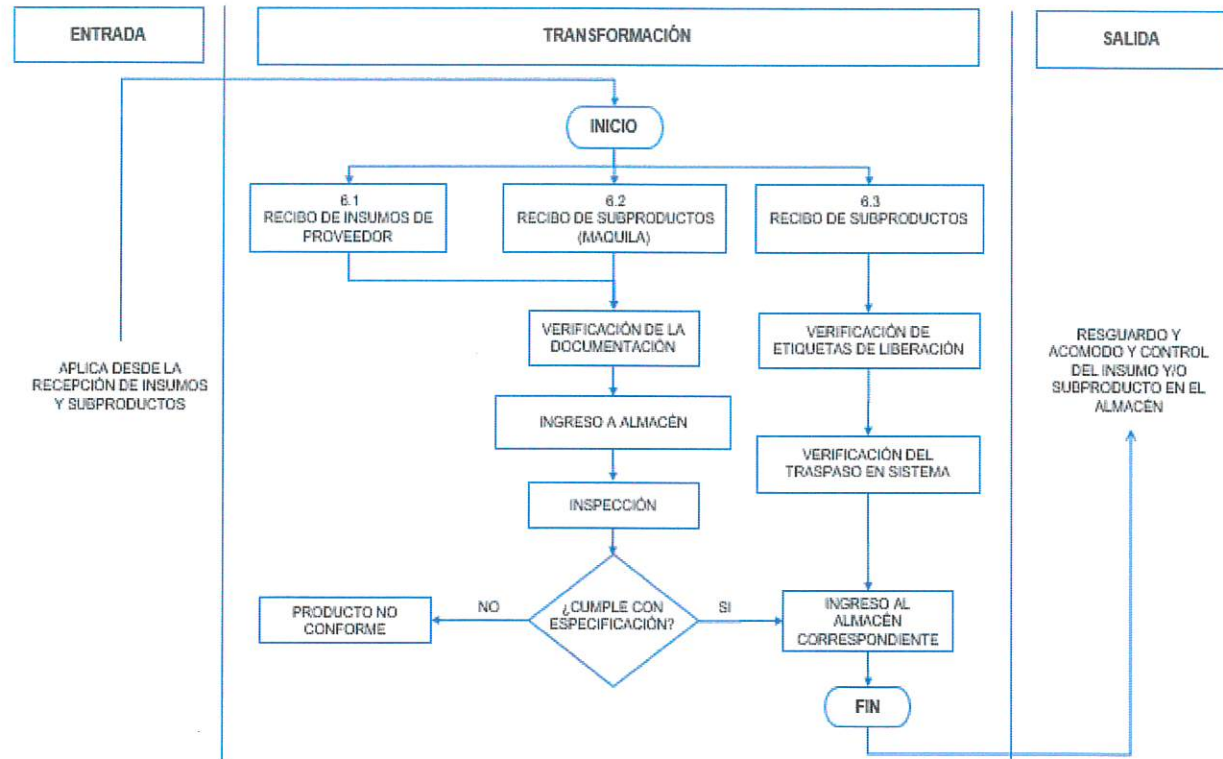 ENTRADA
TRANSFORMACIÓN
SALIDA
INICIO
6.1
RECIBO DE INSUMOS DE
PROVEEDOR
6.2
RECIBO DE SUBPRODUCTOS
(MAQUILA)
6.3
RECIBO DE SUBPRODUCTOS
APLICA DESDE LA
RECEPCIÓN DE INSUMOS
Y SUBPRODUCTOS
VERIFICACIÓN DE LA
DOCUMENTACIÓN
VERIFICACIÓN DE
ETIQUETAS DE LIBERACIÓN
RESGUARDO Y
ACOMODO Y CONTROL
DEL INSUMO Y/O
SUBPRODUCTO EN EL
ALMACÉN
INGRESO A ALMACÉN
VERIFICACIÓN DEL
TRASPASO EN SISTEMA
INSPECCIÓN
PRODUCTO NO
CONFORME
NO
¿CUMPLE CON
ESPECIFICACIÓN?
SI
INGRESO AL
ALMACÉN
CORRESPONDIENTE
FIN